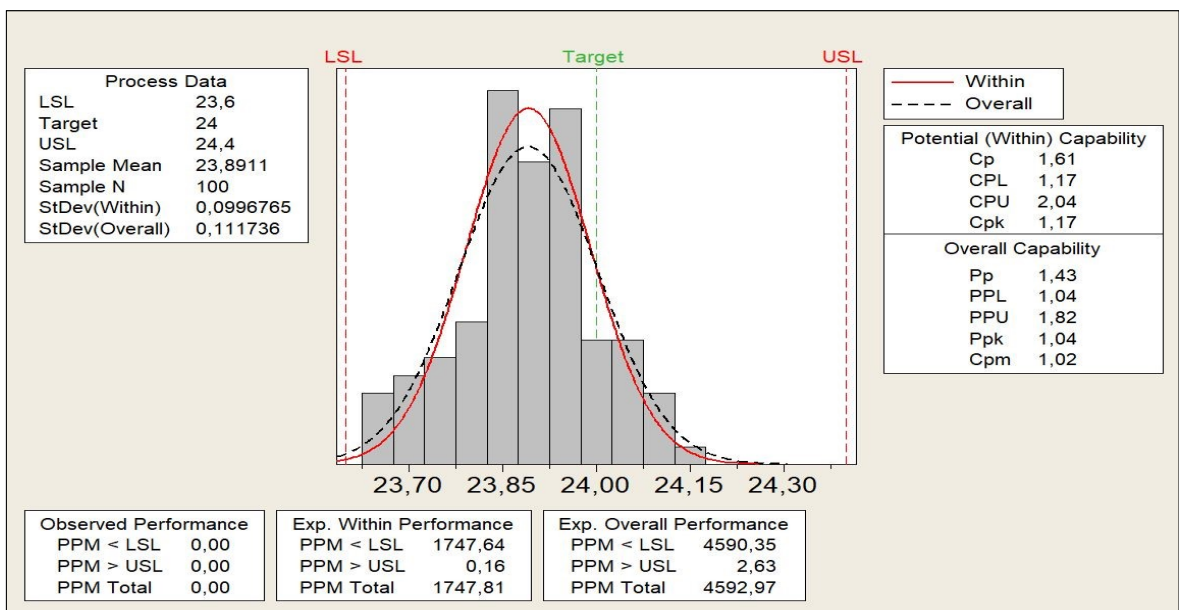 LSL Target USL
Process Data
LSL 23,6
Target 24
USL 24,4
Sample Mean 23,8911
Sample N 100
StDev(Within) 0,0996765
StDev(Overall) 0,111736
Within
Overall
Potential (Within) Capability
Cp 1,61
CPL 1,17
CPU 2,04
Cpk 1,17
Overall Capability
Pp 1,43
PPL 1,04
PPU 1,82
Ppk 1,04
Cpm 1,02
23,70 23,85 24,00 24,15 24,30
Observed Performance
PPM < LSL 0,00
PPM > USL 0,00
PPM Total 0,00
Exp. Within Performance
PPM < LSL 1747,64
PPM > USL 0,16
PPM Total 1747,81
Exp. Overall Performance
PPM < LSL 4590,35
PPM > USL 2,63
PPM Total 4592,97